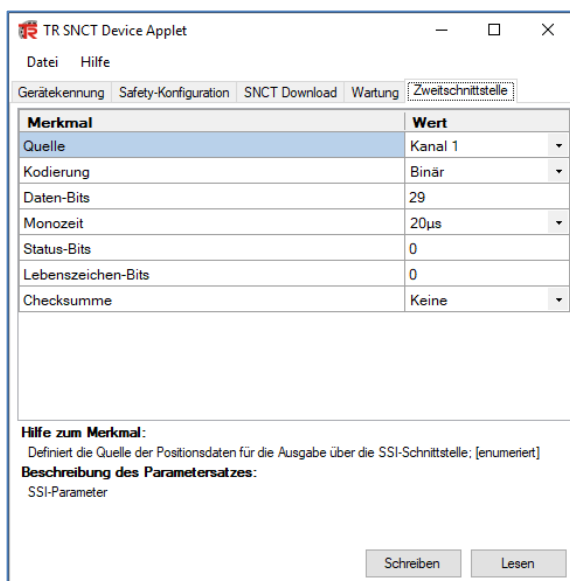 TR SNCT Device Applet
Datei Hilfe
Gerätekennung Safety-Konfiguration SNCT Download Wartung Zweitschnittstelle
Merkmal Wert
Quelle Kanal 1
Kodierung Binär
Daten-Bits 29
Monozeit 20µs
Status-Bits 0
Lebenszeichen-Bits 0
Checksumme Keine
Hilfe zum Merkmal:
Definiert die Quelle der Positionsdaten für die Ausgabe über die SSI-Schnittstelle; [enumeriert]
Beschreibung des Parametersatzes:
SSI-Parameter
Schreiben Lesen